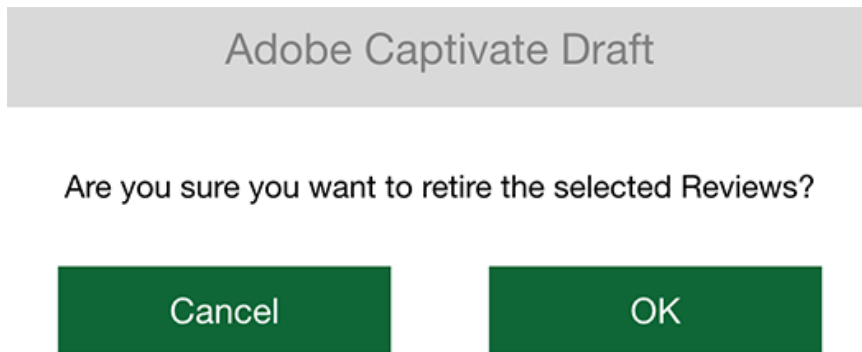 Adobe Captivate Draft
Are you sure you want to retire the selected Reviews?
Cancel
OK